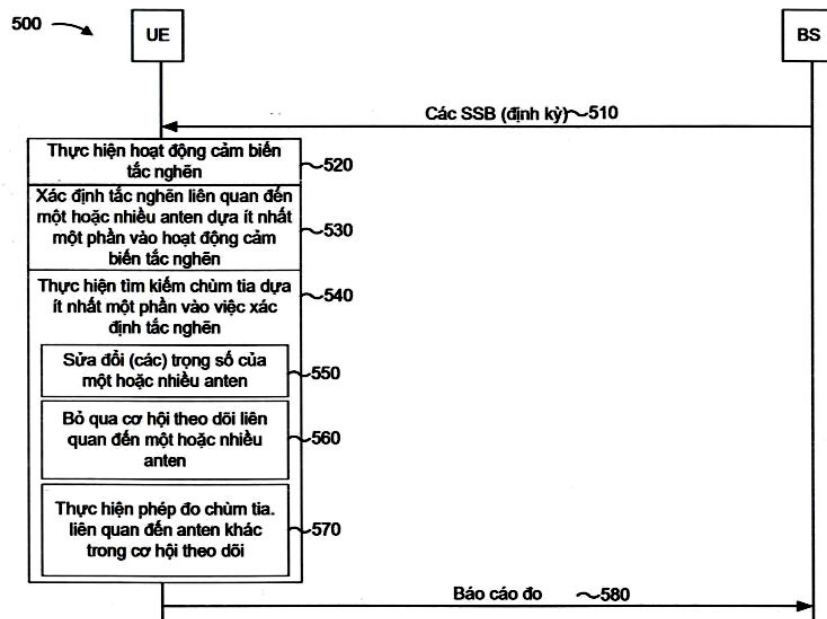 500
UE
BS
Các SSB (định kỳ)
510
Thực hiện hoạt động cảm biến
tắc nghẽn
520
Xác định tắc nghẽn liên quan đến
một hoặc nhiều anten dựa ít nhất
một phần vào hoạt động cảm
biến tắc nghẽn
530
Thực hiện tìm kiếm chùm tia dựa
ít nhất một phần vào việc xác
định tắc nghẽn
540
Sửa đổi (các) trọng số của
một hoặc nhiều anten
550
Bỏ qua cơ hội theo dõi liên
quan đến một hoặc nhiều
anten
560
Thực hiện phép đo chùm tia.
liên quan đến anten khác
trong cơ hội theo dõi
570
Báo cáo đo
580